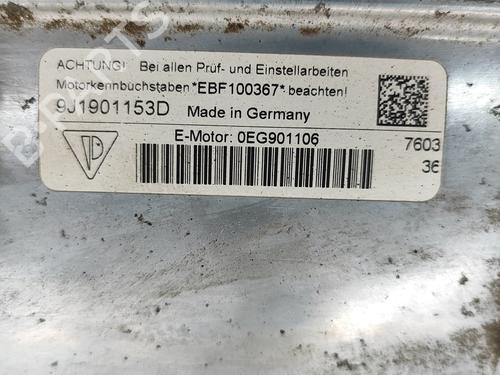 ACHTUNG! Bei allen Prüf- und Einstellarbeiten
Motorkennbuchstaben *EBF100367* beachten!
9J1901153D Made in Germany
E-Motor: 0EG901106 7603
36